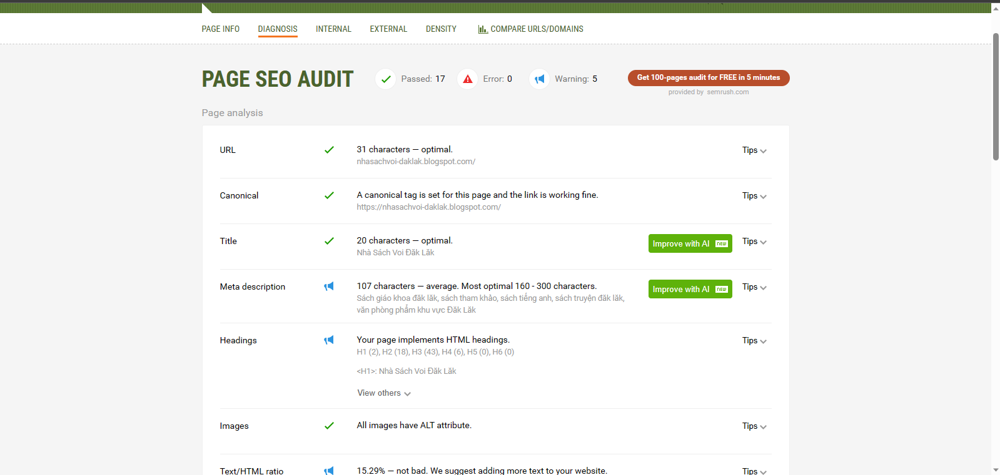 PAGE INFO DIAGNOSIS INTERNAL EXTERNAL DENSITY COMPARE URLS/DOMAINS
PAGE SEO AUDIT Passed: 17 Error: 0 Warning: 5 Get 100-pages audit for FREE in 5 minutes
provided by semrush.com
Page analysis
URL 31 characters — optimal. Tips
nhasachvoi-daklak.blogspot.com/
Canonical A canonical tag is set for this page and the link is working fine. Tips
https://nhasachvoi-daklak.blogspot.com/
Title 20 characters — optimal. Improve with AI NEW Tips
Nhà Sách Voi Đăk Lăk
Meta description 107 characters — average. Most optimal 160 - 300 characters. Improve with AI NEW Tips
Sách giáo khoa đăk lăk, sách tham khảo, sách tiếng anh, sách truyện đăk lăk,
văn phòng phẩm khu vực Đăk Lăk
Headings Your page implements HTML headings. Tips
H1 (2), H2 (18), H3 (43), H4 (6), H5 (0), H6 (0)
<H1>: Nhà Sách Voi Đăk Lăk
View others
Images All images have ALT attribute. Tips
Text/HTML ratio 15.29% — not bad. We suggest adding more text to your website. Tips